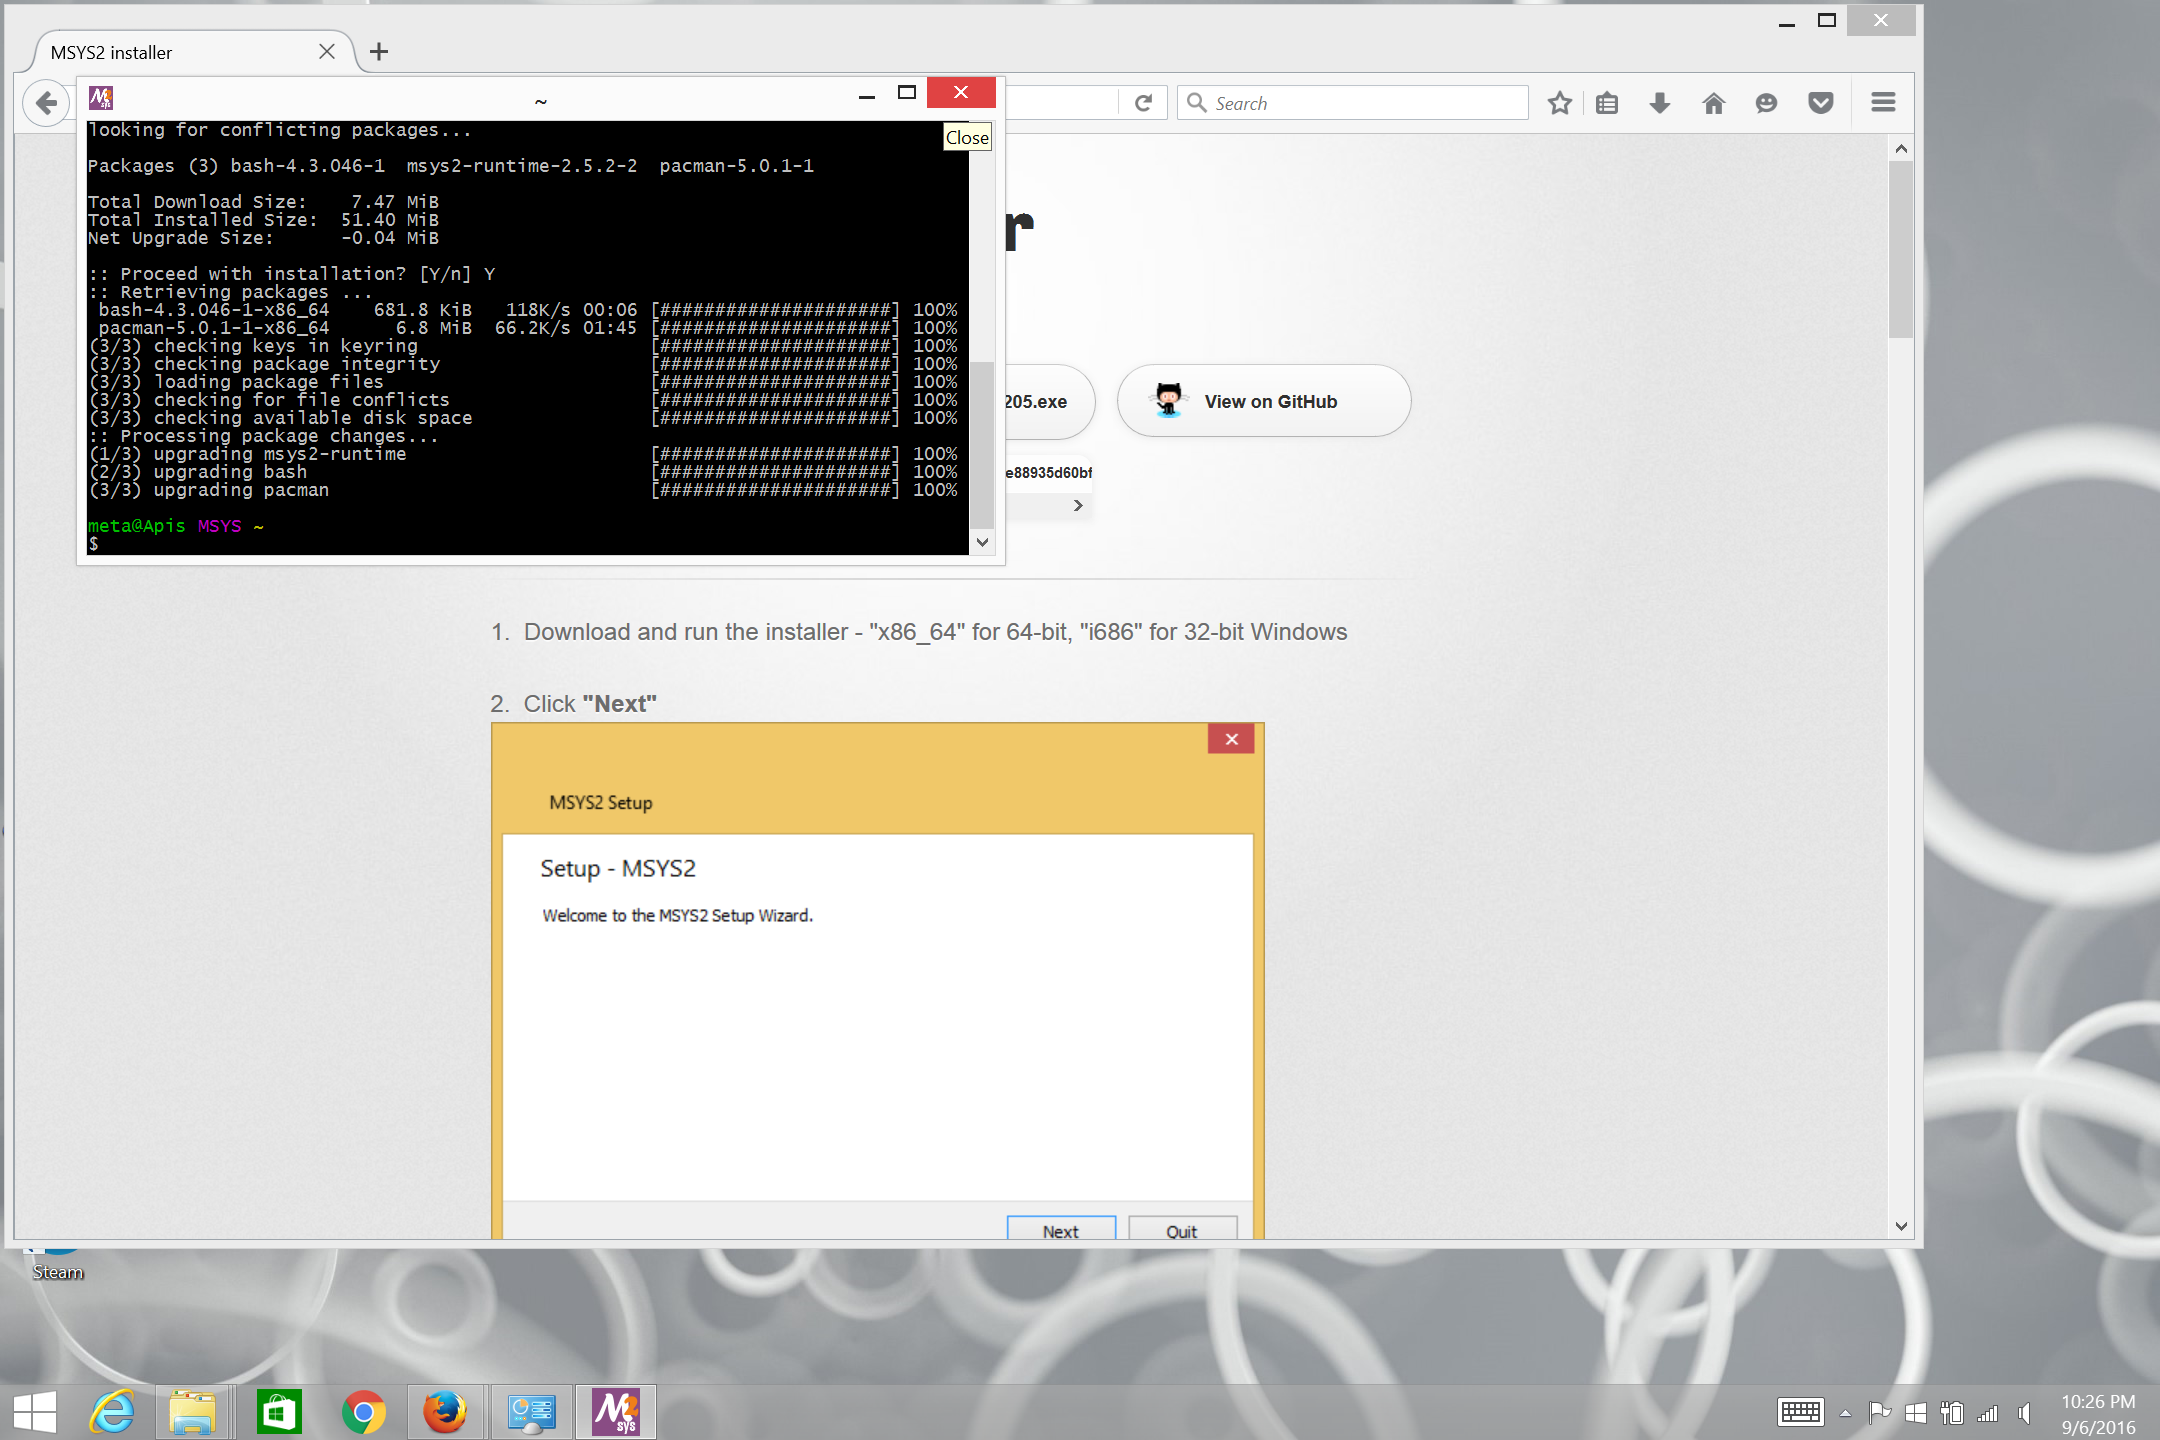 MSYS2 installer
~
Search
Close
looking for conflicting packages...
Packages (3) bash-4.3.046-1  msys2-runtime-2.5.2-2  pacman-5.0.1-1
Total Download Size:    7.47 MiB
Total Installed Size:  51.40 MiB
Net Upgrade Size:      -0.04 MiB
:: Proceed with installation? [Y/n] Y
:: Retrieving packages ...
bash-4.3.046-1-x86_64    681.8 KiB   118K/s 00:06 [#####################] 100%
pacman-5.0.1-1-x86_64      6.8 MiB  66.2K/s 01:45 [#####################] 100%
(3/3) checking keys in keyring                     [#####################] 100%
(3/3) checking package integrity                   [#####################] 100%
(3/3) loading package files                        [#####################] 100%
(3/3) checking for file conflicts                  [#####################] 100%
(3/3) checking available disk space                [#####################] 100%
:: Processing package changes...
(1/3) upgrading msys2-runtime                      [#####################] 100%
(2/3) upgrading bash                               [#####################] 100%
(3/3) upgrading pacman                             [#####################] 100%
meta@Apis MSYS ~
$
r
205.exe
View on GitHub
e88935d60bf
1. Download and run the installer - "x86_64" for 64-bit, "i686" for 32-bit Windows
2. Click "Next"
MSYS2 Setup
Setup - MSYS2
Welcome to the MSYS2 Setup Wizard.
Next
Quit
Steam
M2
sys
10:26 PM
9/6/2016